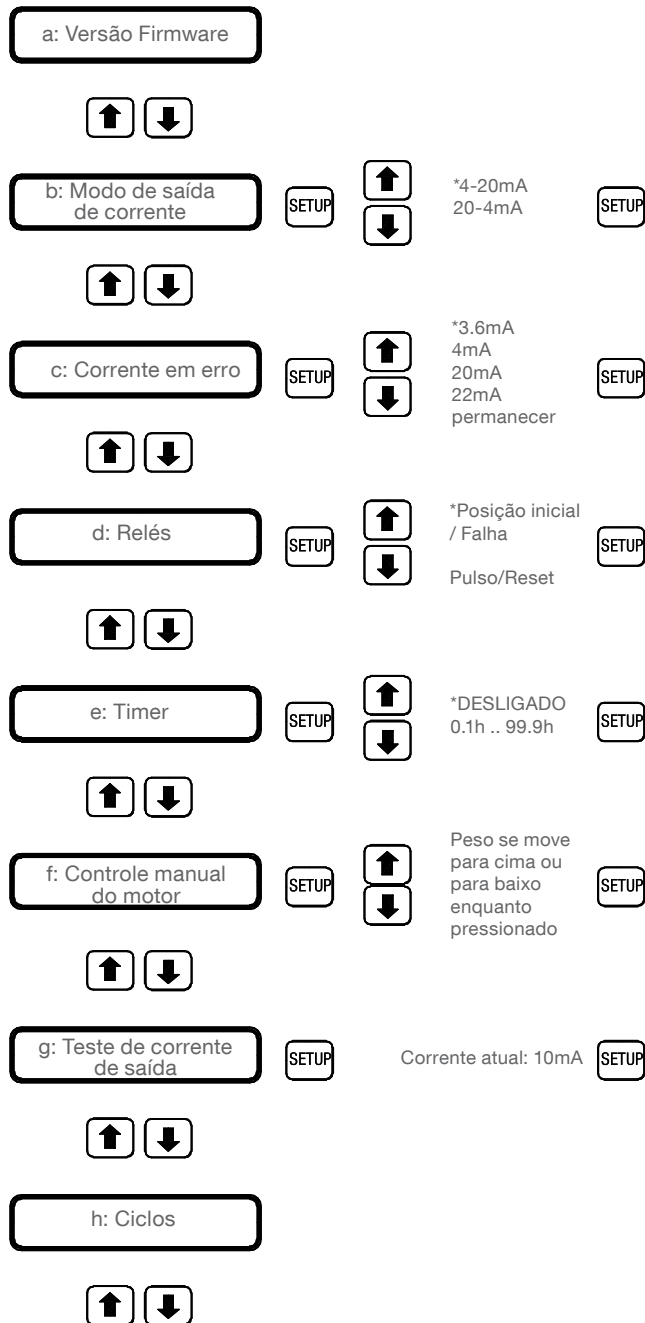 a: Versão Firmware
b: Modo de saída
de corrente
SETUP
*4-20mA
20-4mA
SETUP
c: Corrente em erro
SETUP
*3.6mA
4mA
20mA
22mA
permanecer
SETUP
d: Relés
SETUP
*Posição inicial
/ Falha
Pulso/Reset
SETUP
e: Timer
SETUP
*DESLIGADO
0.1h .. 99.9h
SETUP
f: Controle manual
do motor
SETUP
Peso se move
para cima ou
para baixo
enquanto
pressionado
SETUP
g: Teste de corrente
de saída
SETUP
Corrente atual: 10mA
SETUP
h: Ciclos